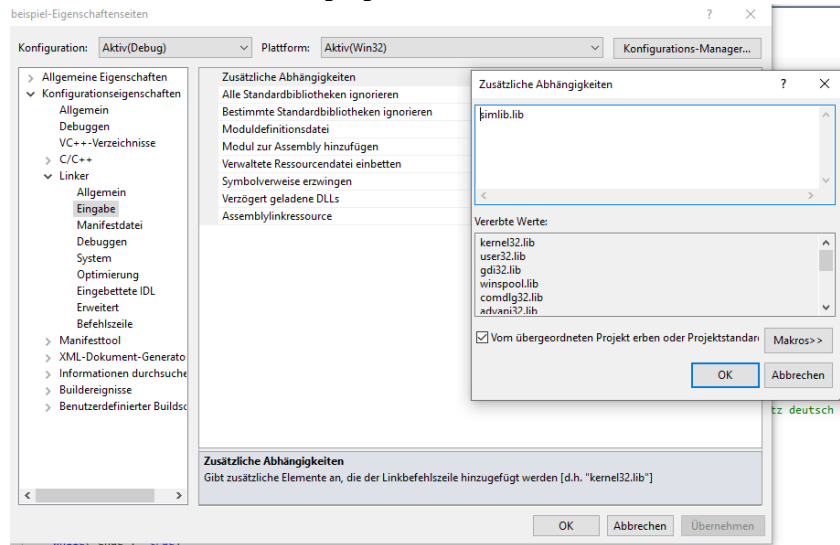 beispiel-Eigenschaftenseiten
Konfiguration: Aktiv(Debug) Plattform: Aktiv(Win32) Konfigurations-Manager...
Allgemeine Eigenschaften
Konfigurationseigenschaften
Allgemein
Debuggen
VC++-Verzeichnisse
C/C++
Linker
Allgemein
Eingabe
Manifestdatei
Debuggen
System
Optimierung
Eingebettete IDL
Erweitert
Befehlszeile
Manifesttool
XML-Dokument-Generato
Informationen durchsuche
Buildereignisse
Benutzerdefinierter Buildsc
Zusätzliche Abhängigkeiten
Alle Standardbibliotheken ignorieren
Bestimmte Standardbibliotheken ignorieren
Moduldefinitionsdatei
Modul zur Assembly hinzufügen
Verwaltete Ressourcendatei einbetten
Symbolverweise erzwingen
Verzögert geladene DLLs
Assemblylinkressource
Zusätzliche Abhängigkeiten
Gibt zusätzliche Elemente an, die der Linkbefehlszeile hinzugefügt werden [d.h. "kernel32.lib"]
OK Abbrechen Übernehmen
Zusätzliche Abhängigkeiten
simlib.lib
Vererbte Werte:
kernel32.lib
user32.lib
gdi32.lib
winspool.lib
comdlg32.lib
advapi32.lib
Vom übergeordneten Projekt erben oder Projektstandar
Makros>>
OK Abbrechen
tz deutsch